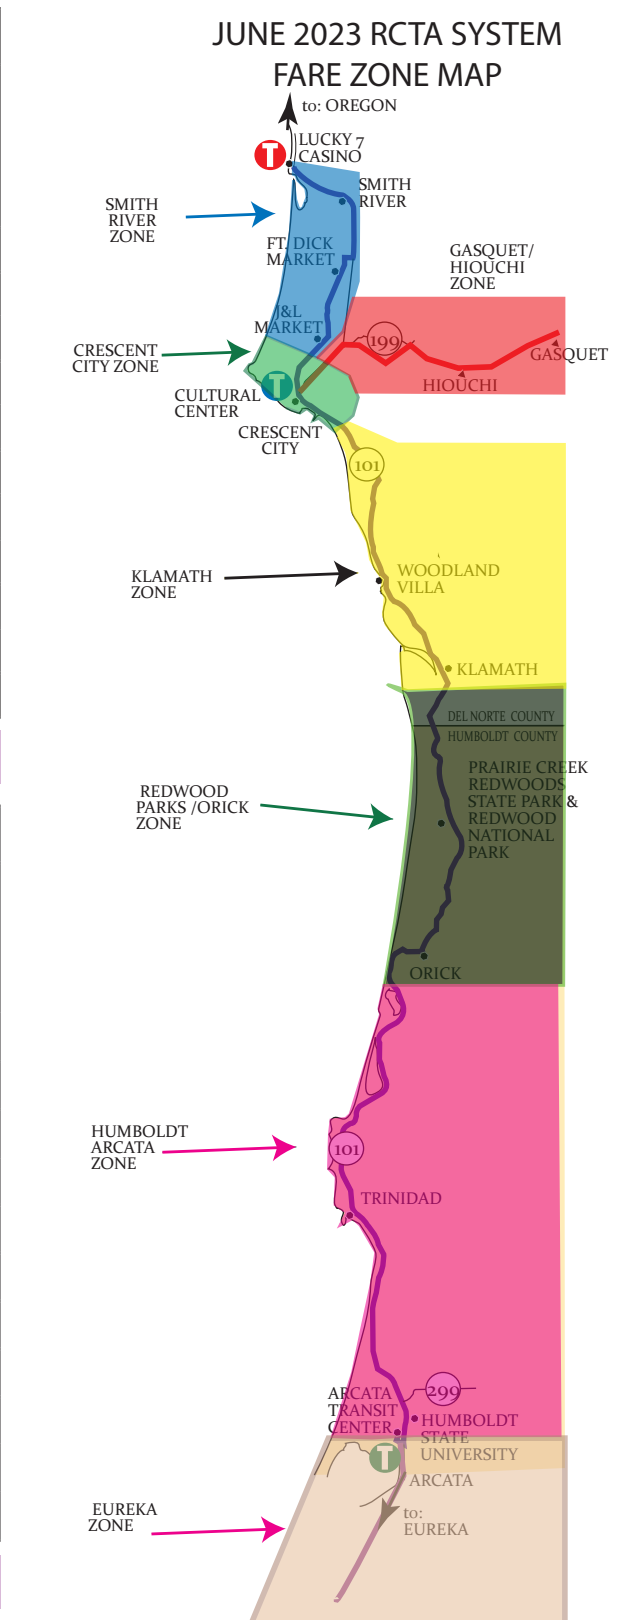 JUNE 2023 RCTA SYSTEM
FARE ZONE MAP
to: OREGON
T
LUCKY 7
CASINO
SMITH
RIVER
SMITH
RIVER
ZONE
FT. DICK
MARKET
GASQUET/
HIOUCHI
ZONE
J&L
MARKET
199
GASQUET
HIOUCHI
CRESCENT
CITY ZONE
T
CULTURAL
CENTER
CRESCENT
CITY
101
WOODLAND
VILLA
KLAMATH
ZONE
KLAMATH
DEL NORTE COUNTY
HUMBOLDT COUNTY
PRAIRIE CREEK
REDWOODS
STATE PARK &
REDWOOD
NATIONAL
PARK
REDWOOD
PARKS /ORICK
ZONE
ORICK
HUMBOLDT
ARCATA
ZONE
101
TRINIDAD
299
ARCATA
TRANSIT
CENTER
HUMBOLDT
STATE
UNIVERSITY
T
ARCATA
to:
EUREKA
EUREKA
ZONE